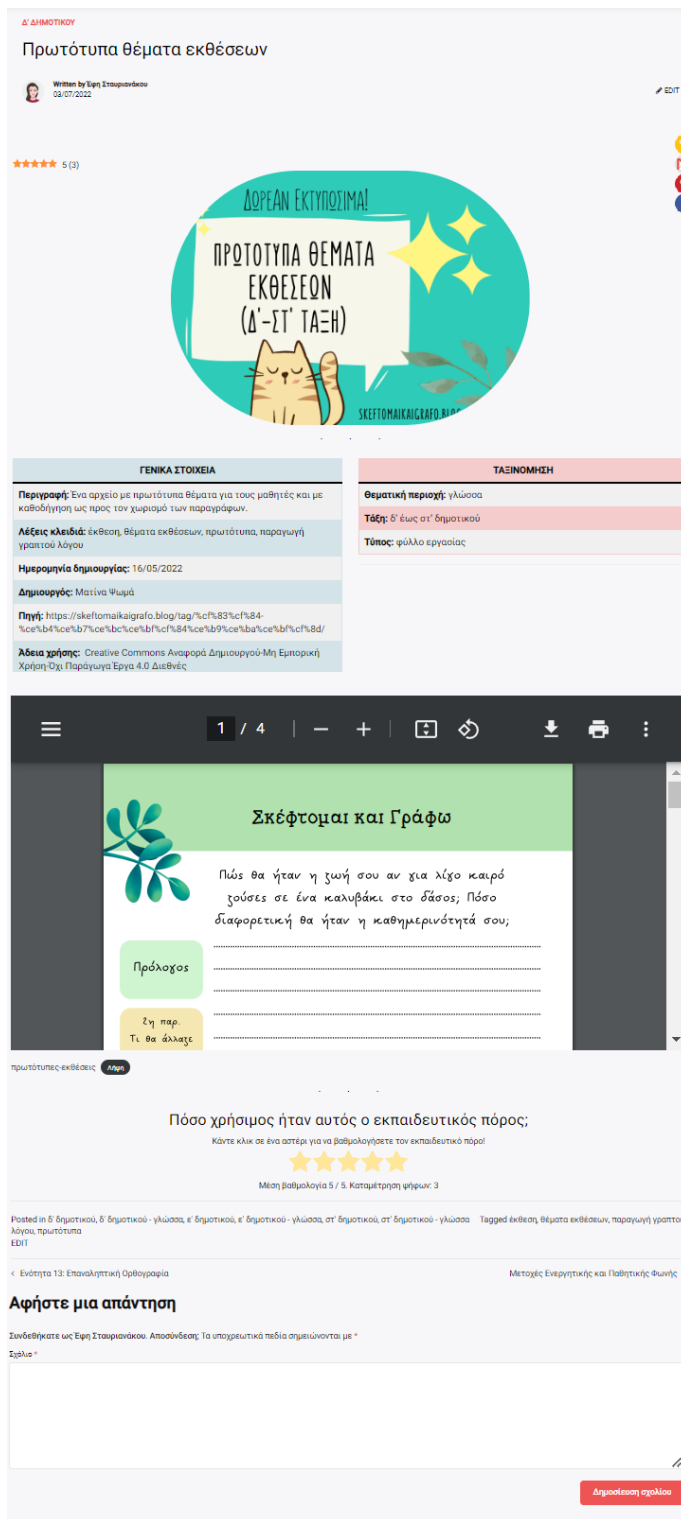 Δ' ΔΗΜΟΤΙΚΟΥ
Πρωτότυπα θέματα εκθέσεων
Written by Έφη Σταυριανάκου
03/07/2022
EDIT
5 (3)
ΔΩΡΕΑΝ ΕΚΤΥΠΩΣΙΜΑ!
ΠΡΩΤΟΤΥΠΑ ΘΕΜΑΤΑ
ΕΚΘΕΣΕΩΝ
(Δ'-ΣΤ' ΤΑΞΗ)
SKEFTOMAIKAIGRAFO.BLOG
ΓΕΝΙΚΑ ΣΤΟΙΧΕΙΑ
Περιγραφή: Ένα αρχείο με πρωτότυπα θέματα για τους μαθητές και με
καθοδήγηση ως προς τον χωρισμό των παραγράφων.
Λέξεις κλειδιά: έκθεση, θέματα εκθέσεων, πρωτότυπα, παραγωγή
γραπτού λόγου
Ημερομηνία δημιουργίας: 16/05/2022
Δημιουργός: Ματίνα Ψωμά
Πηγή: https://skeftomaikaigrafo.blog/tag/%cf%83%cf%84-
%ce%b4%ce%b7%ce%bc%ce%bf%cf%84%ce%b9%ce%ba%ce%bf%cf%8d/
Άδεια χρήσης: Creative Commons Αναφορά Δημιουργού-Μη Εμπορική
Χρήση-Όχι Παράγωγα Έργα 4.0 Διεθνές
ΤΑΞΙΝΟΜΗΣΗ
Θεματική περιοχή: γλώσσα
Τάξη: δ' έως στ' δημοτικού
Τύπος: φύλλο εργασίας
1 / 4
Σκέφτομαι και Γράφω
Πώς θα ήταν η ζωή σου αν για λίγο καιρό
ζούσες σε ένα καλυβάκι στο δάσος; Πόσο
διαφορετική θα ήταν η καθημερινότητά σου;
Πρόλογος
2η παρ.
Τι θα άλλαζε
πρωτότυπες-εκθέσεις Λήψη
Πόσο χρήσιμος ήταν αυτός ο εκπαιδευτικός πόρος;
Κάντε κλικ σε ένα αστέρι για να βαθμολογήσετε τον εκπαιδευτικό πόρο!
Μέση βαθμολογία 5 / 5. Καταμέτρηση ψήφων: 3
Posted in δ' δημοτικού, δ' δημοτικού - γλώσσα, ε' δημοτικού, ε' δημοτικού - γλώσσα, στ' δημοτικού, στ' δημοτικού - γλώσσα Tagged έκθεση, θέματα εκθέσεων, παραγωγή γραπτο
λόγου, πρωτότυπα
EDIT
‹ Ενότητα 13: Επαναληπτική Ορθογραφία
Μετοχές Ενεργητικής και Παθητικής Φωνής
Αφήστε μια απάντηση
Συνδεθήκατε ως Έφη Σταυριανάκου. Αποσύνδεση; Τα υποχρεωτικά πεδία σημειώνονται με *
Σχόλιο *
Δημοσίευση σχολίου